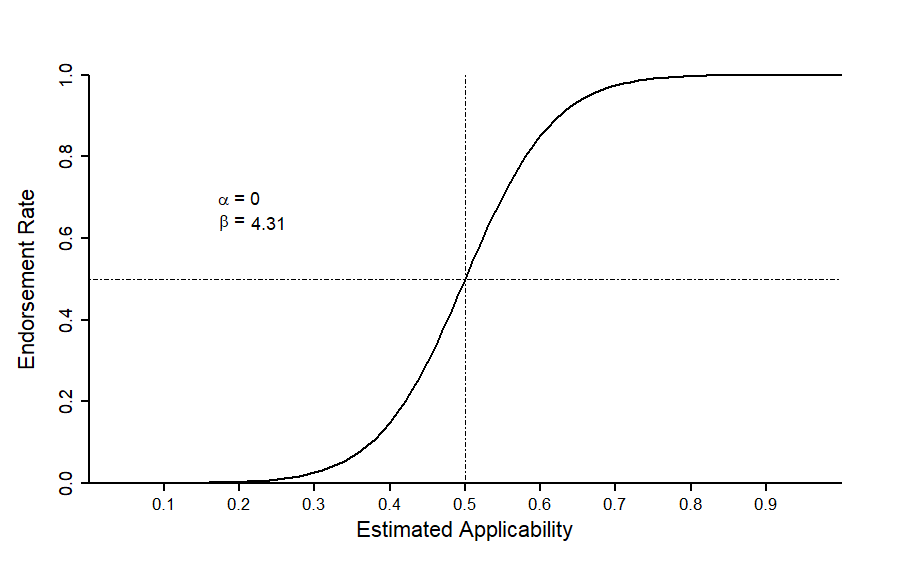 1.0
0.8
0.6
0.4
0.2
0.0
Endorsement Rate
α = 0
β = 4.31
0.1 0.2 0.3 0.4 0.5 0.6 0.7 0.8 0.9
Estimated Applicability